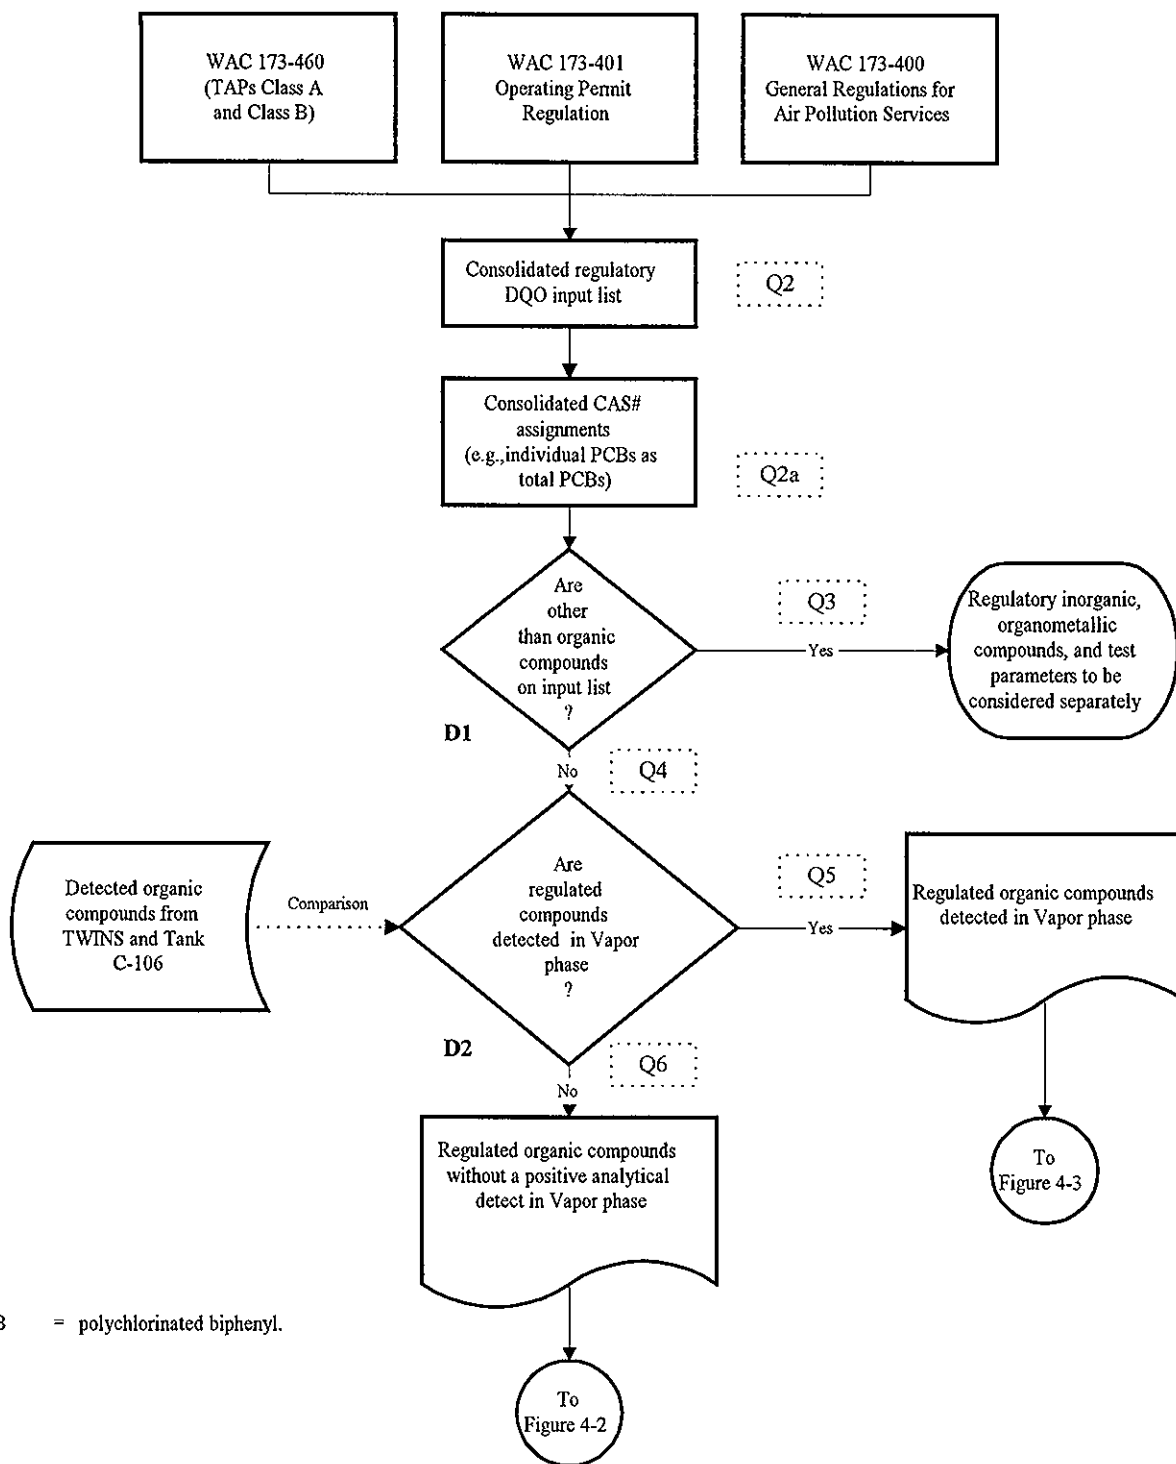 WAC 173-460
(TAPs Class A
and Class B)
WAC 173-401
Operating Permit
Regulation
WAC 173-400
General Regulations for
Air Pollution Services
Consolidated regulatory
DQO input list
Q2
Consolidated CAS#
assignments
(e.g.,individual PCBs as
total PCBs)
Q2a
Are
other
than organic
compounds
on input list
?
D1
Q3
Yes
Regulatory inorganic,
organometallic
compounds, and test
parameters to be
considered separately
No
Q4
Detected organic
compounds from
TWINS and Tank
C-106
Comparison
Are
regulated
compounds
detected in Vapor
phase
?
D2
Q5
Yes
Regulated organic compounds
detected in Vapor phase
Q6
No
Regulated organic compounds
without a positive analytical
detect in Vapor phase
To
Figure 4-3
= polychlorinated biphenyl.
To
Figure 4-2